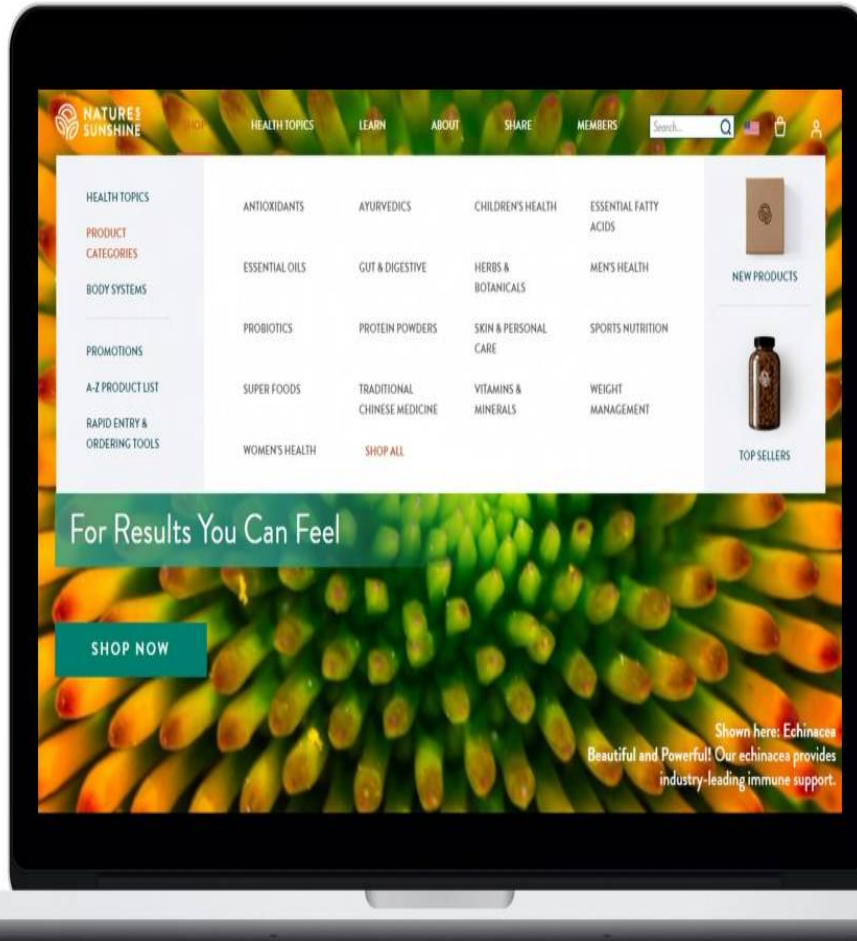 NATURE'S
SUNSHINE
SHOP
HEALTH TOPICS
LEARN
ABOUT
SHARE
MEMBERS
Search...
HEALTH TOPICS
PRODUCT
CATEGORIES
BODY SYSTEMS
PROMOTIONS
A-Z PRODUCT LIST
RAPID ENTRY &
ORDERING TOOLS
ANTIOXIDANTS
AYURVEDICS
CHILDREN'S HEALTH
ESSENTIAL FATTY
ACIDS
ESSENTIAL OILS
GUT & DIGESTIVE
HERBS &
BOTANICALS
MEN'S HEALTH
PROBIOTICS
PROTEIN POWDERS
SKIN & PERSONAL
CARE
SPORTS NUTRITION
SUPER FOODS
TRADITIONAL
CHINESE MEDICINE
VITAMINS &
MINERALS
WEIGHT
MANAGEMENT
WOMEN'S HEALTH
SHOP ALL
NEW PRODUCTS
TOP SELLERS
For Results You Can Feel
SHOP NOW
Shown here: Echinacea
Beautiful and Powerful! Our echinacea provides
industry-leading immune support.